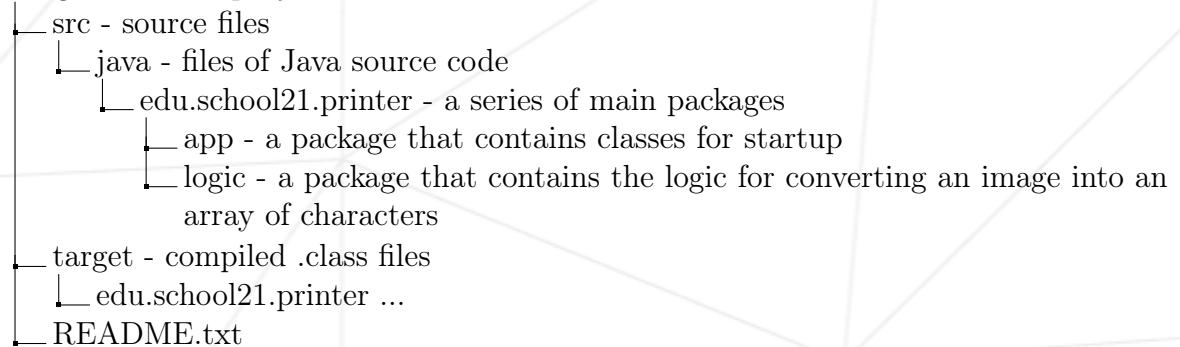 src - source files
java - files of Java source code
edu.school21.printer - a series of main packages
app - a package that contains classes for startup
logic - a package that contains the logic for converting an image into an
array of characters
target - compiled .class files
edu.school21.printer ...
README.txt